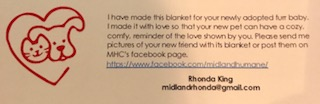 I have made this blanket for your newly adopted fur baby.
I made it with love so that your new pet can have a cozy,
comfy, reminder of the love shown by you. Please send me
pictures of your new friend with its blanket or post them on
MHC's facebook page.
https://www.facebook.com/midlandhumane/
Rhonda King
midlandrhonda@gmail.com